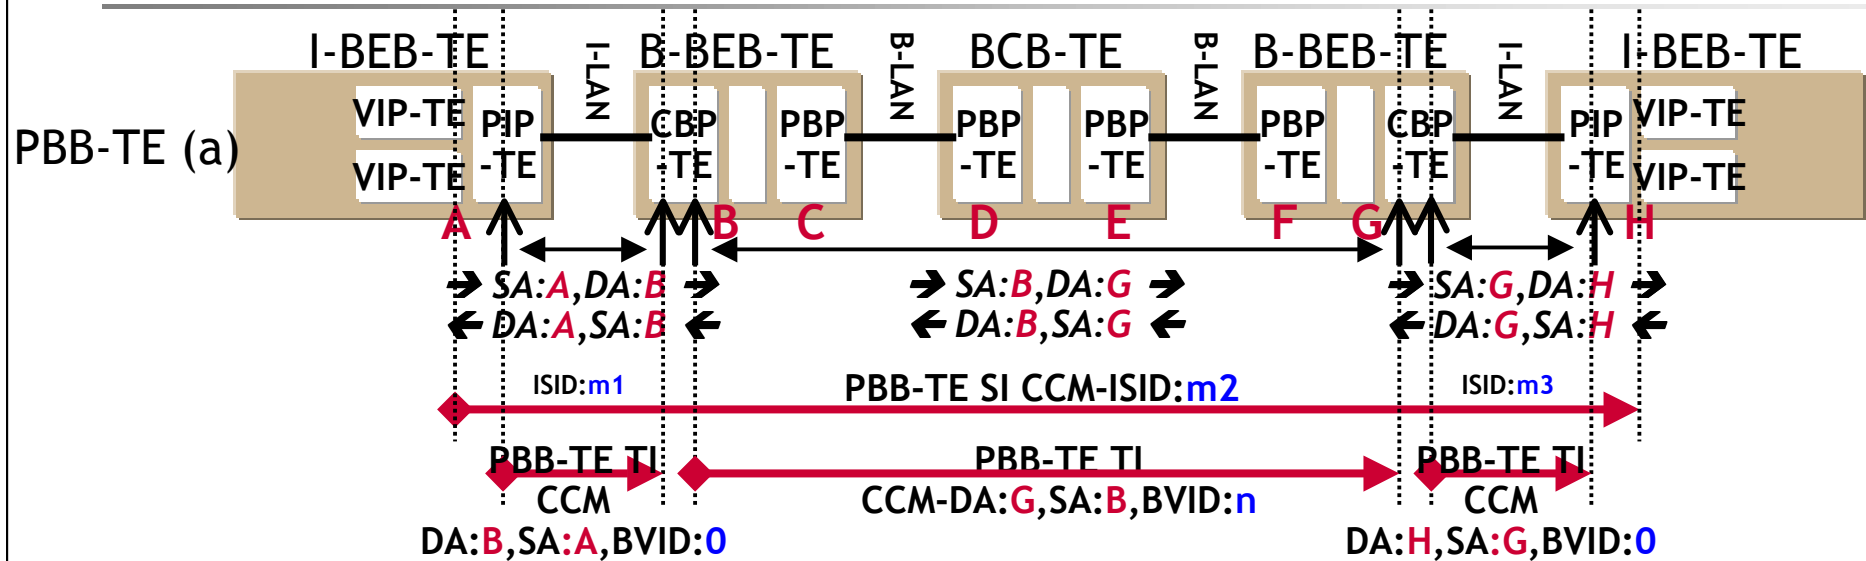 I-BEB-TE I-LAN B-BEB-TE B-LAN BCB-TE B-LAN B-BEB-TE I-LAN I-BEB-TE
PBB-TE (a)
VIP-TE
VIP-TE
PIP
-TE
CBP
-TE
PBP
-TE
PBP
-TE
PBP
-TE
PBP
-TE
CBP
-TE
PIP
-TE
VIP-TE
VIP-TE
A B C D E F G H
SA:A,DA:B SA:B,DA:G SA:G,DA:H
DA:A,SA:B DA:B,SA:G DA:G,SA:H
ISID:m1 PBB-TE SI CCM-ISID:m2 ISID:m3
PBB-TE TI PBB-TE TI PBB-TE TI
CCM CCM-DA:G,SA:B,BVID:n CCM
DA:B,SA:A,BVID:0 DA:H,SA:G,BVID:0